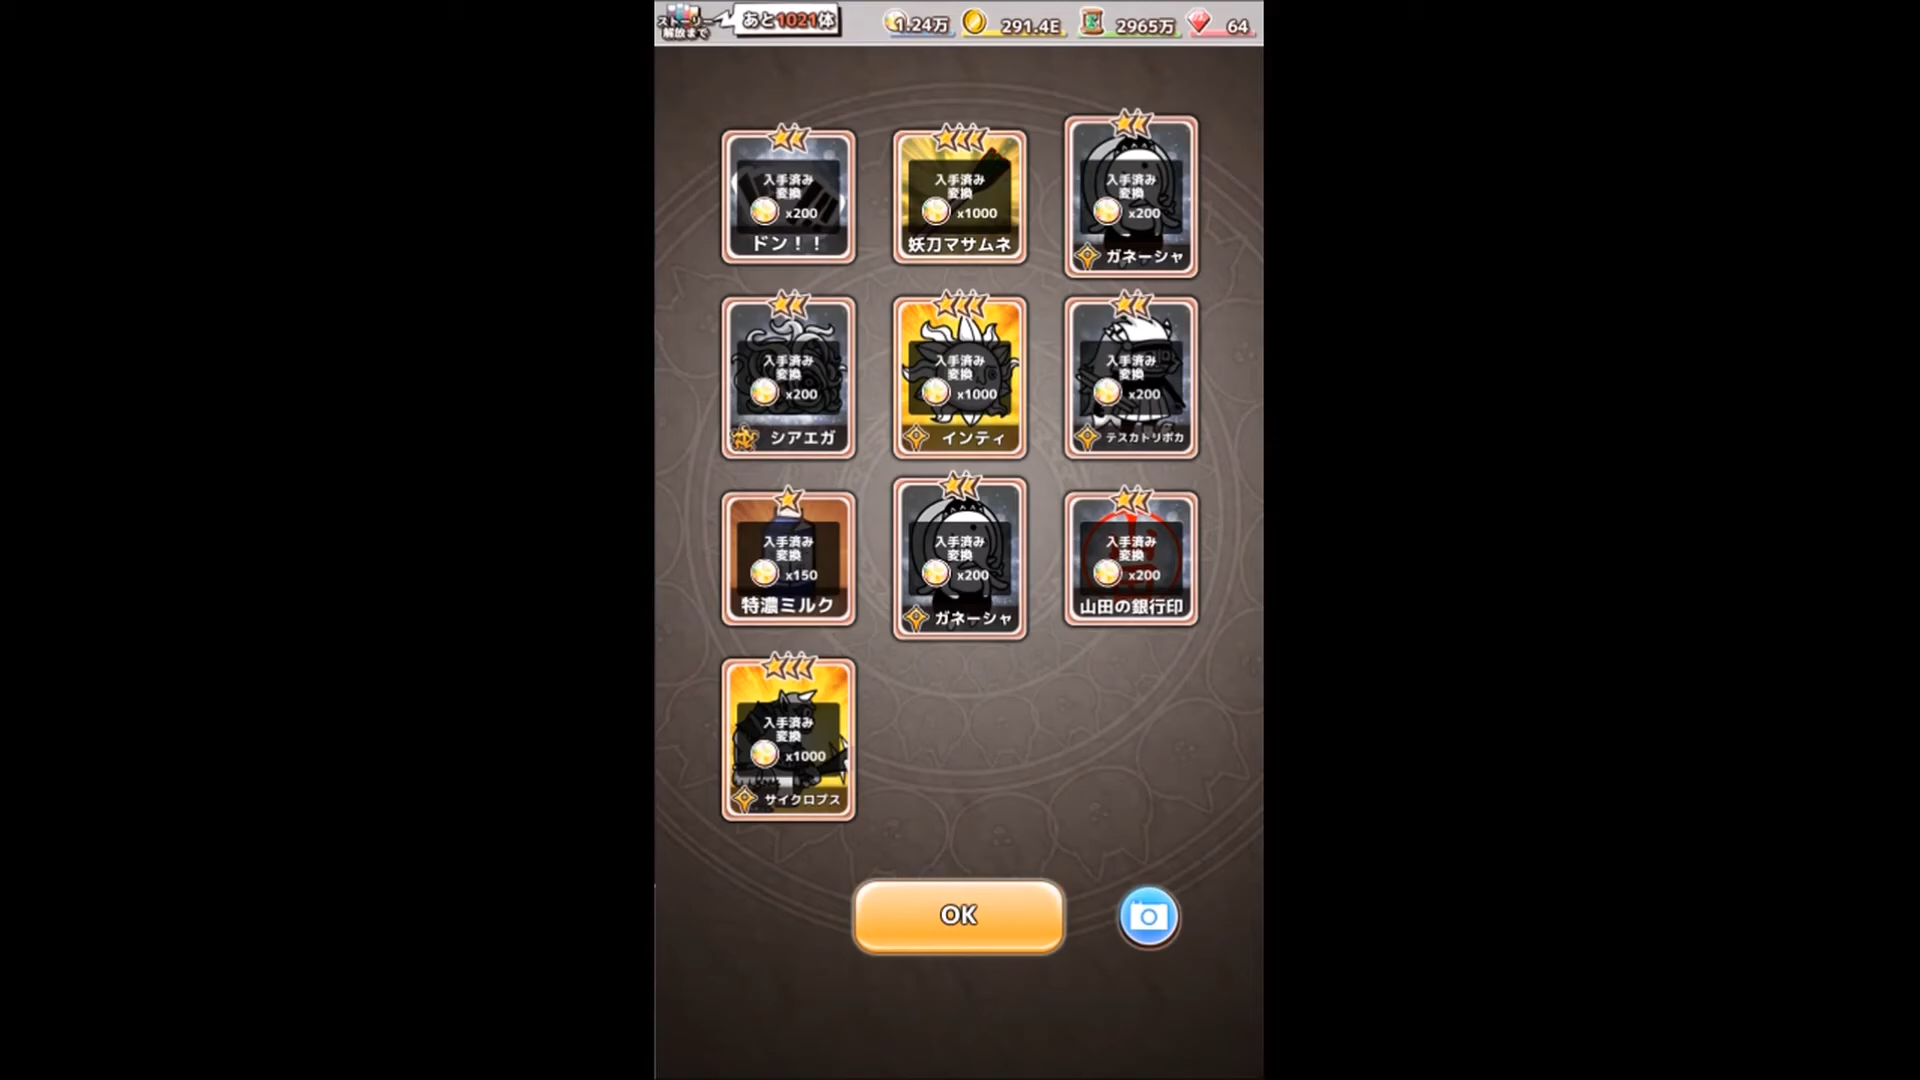 ストーリー
解放まで
あと1021体
1.24万
291.4E
2965万
64
入手済み
変換
x200
ドン！！
入手済み
変換
x1000
妖刀マサムネ
入手済み
変換
x200
ガネーシャ
入手済み
変換
x200
シアエガ
入手済み
変換
x1000
インティ
入手済み
変換
x200
テスカトリポカ
入手済み
変換
x150
特濃ミルク
入手済み
変換
x200
ガネーシャ
入手済み
変換
x200
山田の銀行印
入手済み
変換
x1000
サイクロプス
OK